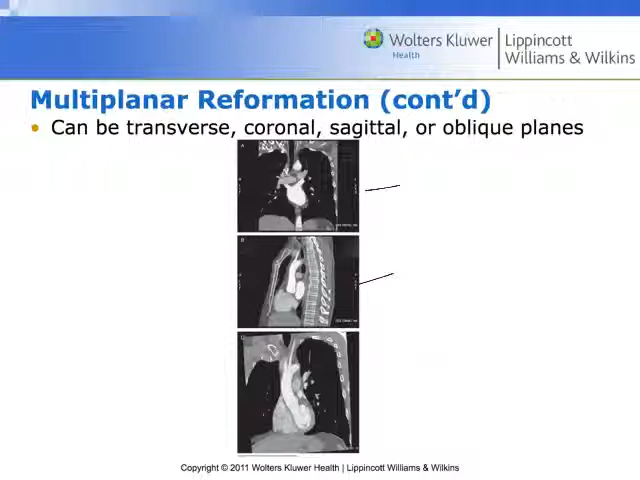 Wolters Kluwer
Health
Lippincott
Williams & Wilkins
Multiplanar Reformation (cont’d)
• Can be transverse, coronal, sagittal, or oblique planes
A
B
C
Copyright © 2011 Wolters Kluwer Health | Lippincott Williams & Wilkins